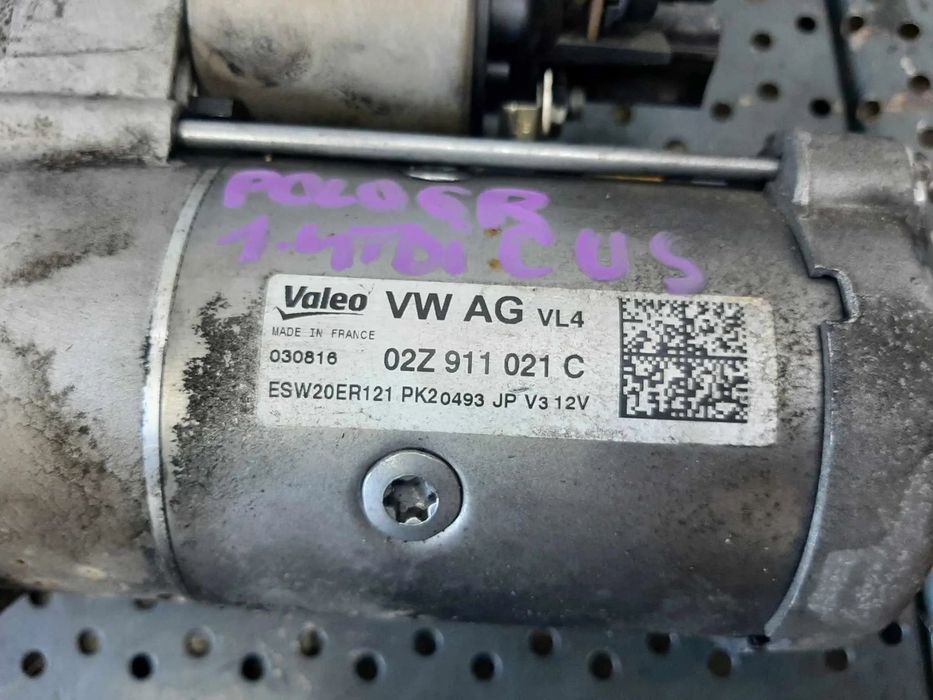 POLO 6R
1.4TDI CUS
Valeo VW AG VL4
MADE IN FRANCE
030816 02Z 911 021 C
ESW20ER121 PK20493 JP V3 12V